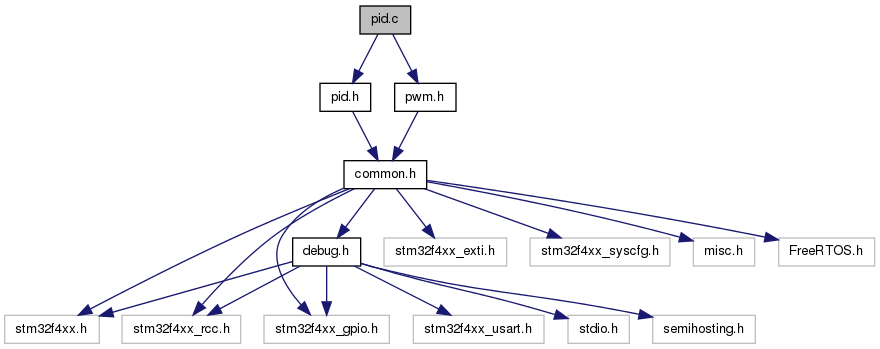 pid.c
pid.h
pwm.h
common.h
debug.h
stm32f4xx_exti.h
stm32f4xx_syscfg.h
misc.h
FreeRTOS.h
stm32f4xx.h
stm32f4xx_rcc.h
stm32f4xx_gpio.h
stm32f4xx_usart.h
stdio.h
semihosting.h